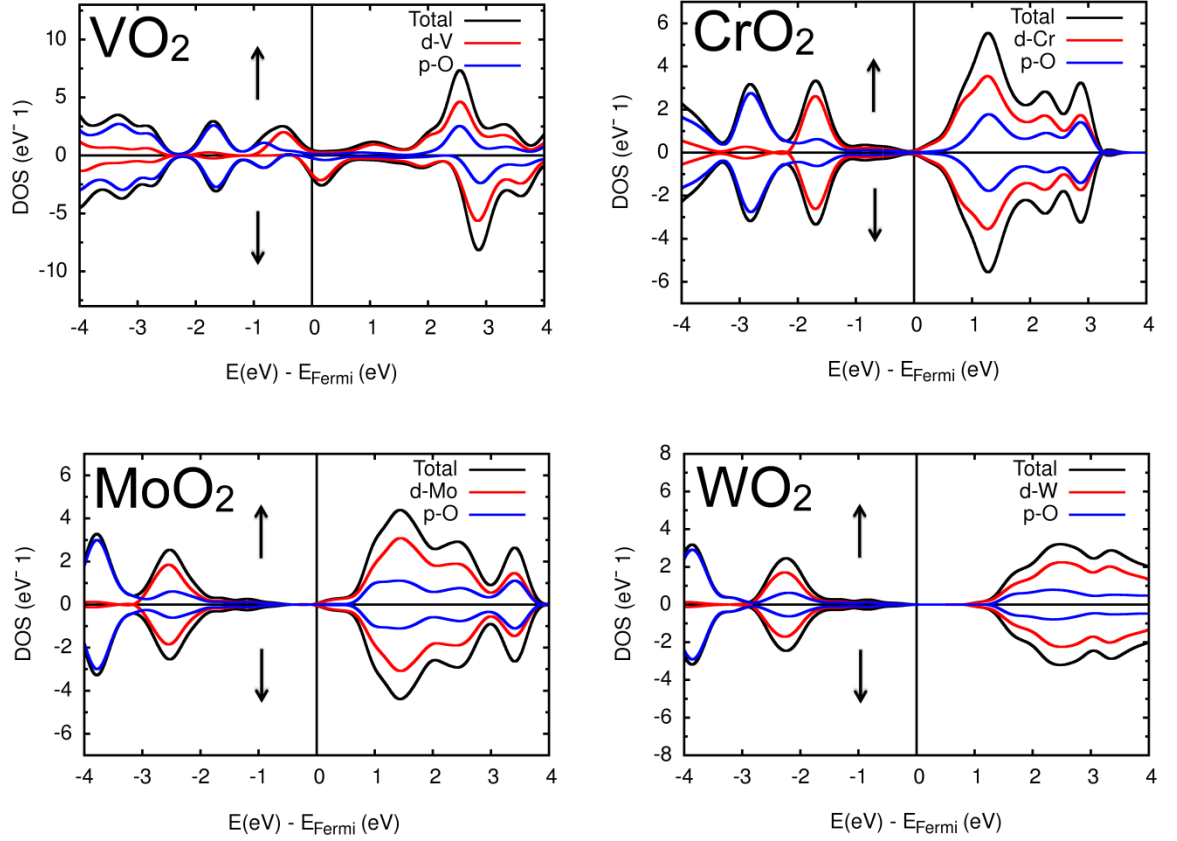 VO2
Total
d-V
p-O
DOS (eV^- 1)
10
5
0
-5
-10
-4 -3 -2 -1 0 1 2 3 4
E(eV) - EFermi (eV)
CrO2
Total
d-Cr
p-O
DOS (eV^- 1)
6
4
2
0
-2
-4
-6
-4 -3 -2 -1 0 1 2 3 4
E(eV) - EFermi (eV)
MoO2
Total
d-Mo
p-O
DOS (eV^- 1)
6
4
2
0
-2
-4
-6
-4 -3 -2 -1 0 1 2 3 4
E(eV) - EFermi (eV)
WO2
Total
d-W
p-O
DOS (eV^- 1)
8
6
4
2
0
-2
-4
-6
-8
-4 -3 -2 -1 0 1 2 3 4
E(eV) - EFermi (eV)